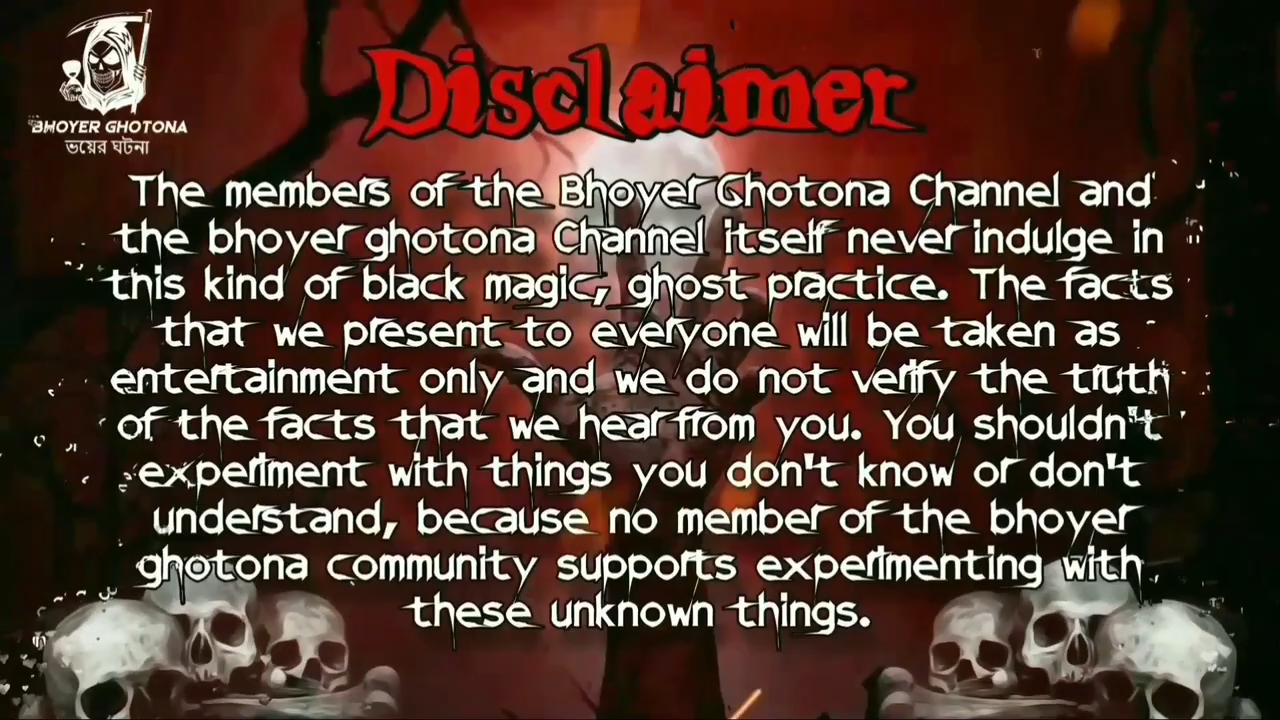 BHOYER GHOTONA
ভয়ের ঘটনা
Disclaimer
The members of the Bhoyer Ghotona Channel and
the bhoyer ghotona Channel itself never indulge in
this kind of black magic, ghost practice. The facts
that we present to everyone will be taken as
entertainment only and we do not verify the truth
of the facts that we hear from you. You shouldn't
experiment with things you don't know or don't
understand, because no member of the bhoyer
ghotona community supports experimenting with
these unknown things.